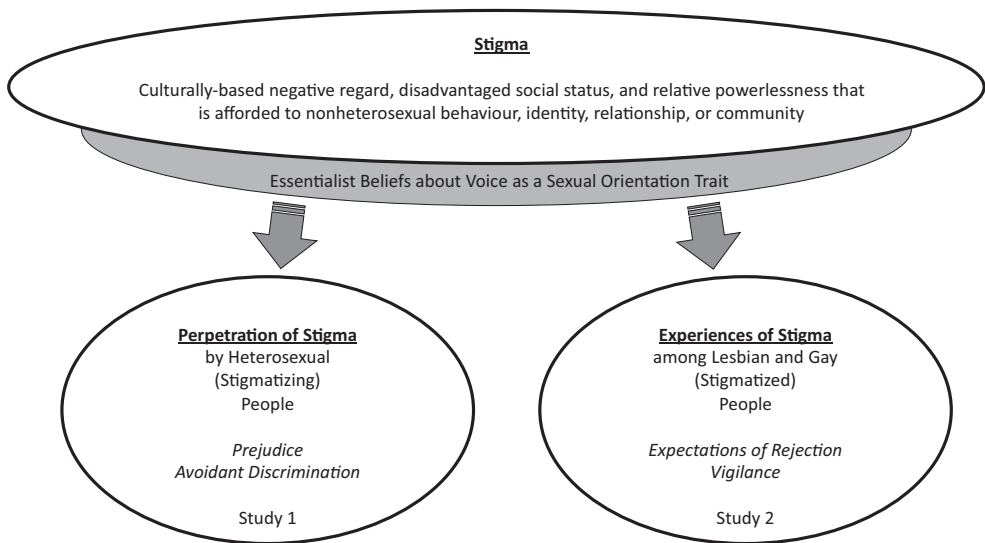 Stigma
Culturally-based negative regard, disadvantaged social status, and relative powerlessness that
is afforded to nonheterosexual behaviour, identity, relationship, or community
Essentialist Beliefs about Voice as a Sexual Orientation Trait
Perpetration of Stigma
by Heterosexual
(Stigmatizing)
People
Prejudice
Avoidant Discrimination
Study 1
Experiences of Stigma
among Lesbian and Gay
(Stigmatized)
People
Expectations of Rejection
Vigilance
Study 2